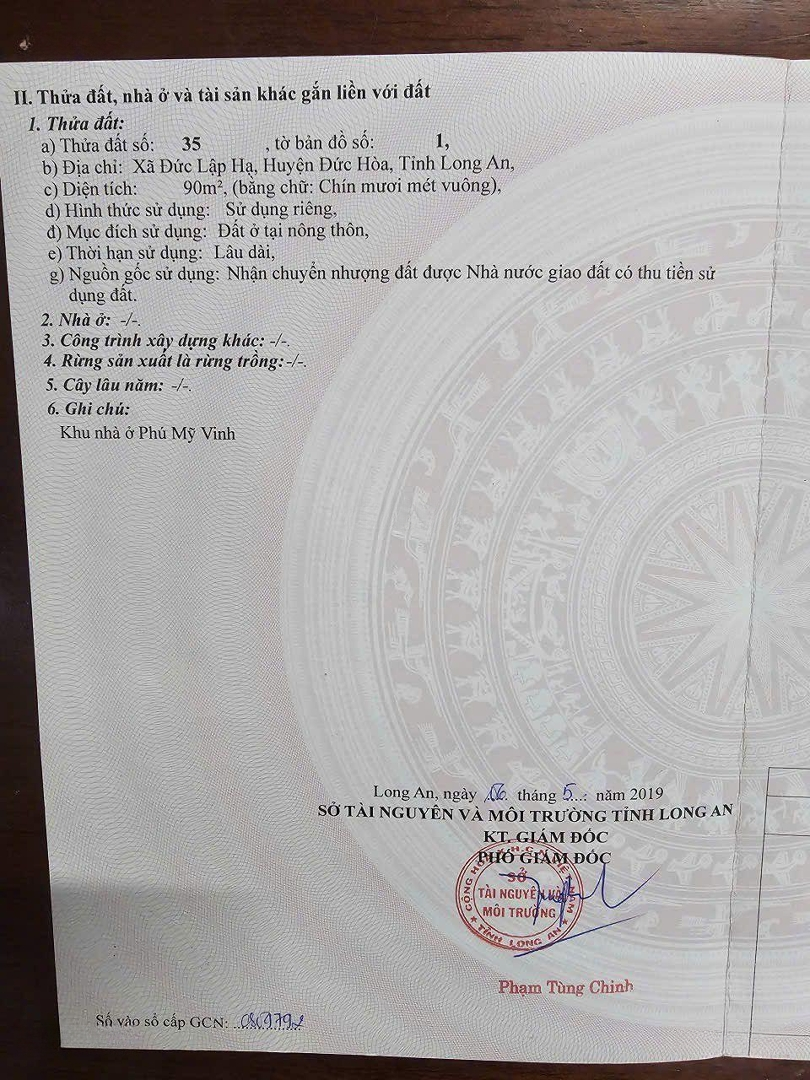 II. Thửa đất, nhà ở và tài sản khác gắn liền với đất
1. Thửa đất:
a) Thửa đất số: 35 , tờ bản đồ số: 1,
b) Địa chỉ: Xã Đức Lập Hạ, Huyện Đức Hòa, Tỉnh Long An,
c) Diện tích: 90m², (bằng chữ: Chín mươi mét vuông),
d) Hình thức sử dụng: Sử dụng riêng,
đ) Mục đích sử dụng: Đất ở tại nông thôn,
e) Thời hạn sử dụng: Lâu dài,
g) Nguồn gốc sử dụng: Nhận chuyển nhượng đất được Nhà nước giao đất có thu tiền sử
dụng đất.
2. Nhà ở: -/-.
3. Công trình xây dựng khác: -/-.
4. Rừng sản xuất là rừng trồng:-/-.
5. Cây lâu năm: -/-.
6. Ghi chú:
Khu nhà ở Phú Mỹ Vinh
Long An, ngày tháng 5 năm 2019
SỞ TÀI NGUYÊN VÀ MÔI TRƯỜNG TỈNH LONG AN
KT. GIÁM ĐỐC
PHÓ GIÁM ĐỐC
SỞ
TÀI NGUYÊN VÀ
MÔI TRƯỜNG
TỈNH LONG AN
Phạm Tùng Chinh
Số vào sổ cấp GCN: